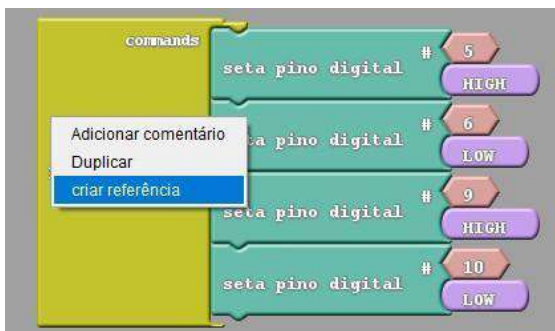 commands
seta pino digital # 5
HIGH
Adicionar comentário
Duplicar
criar referência
ta pino digital # 6
LOW
seta pino digital # 9
HIGH
seta pino digital # 10
LOW